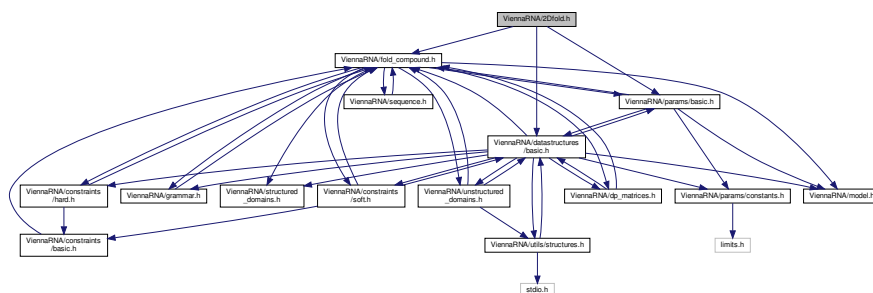 ViennaRNA/2Dfold.h
ViennaRNA/fold_compound.h
ViennaRNA/sequence.h
ViennaRNA/params/basic.h
ViennaRNA/datastructures
/basic.h
ViennaRNA/constraints
/hard.h
ViennaRNA/grammar.h
ViennaRNA/structured
_domains.h
ViennaRNA/constraints
/soft.h
ViennaRNA/unstructured
_domains.h
ViennaRNA/dp_matrices.h
ViennaRNA/params/constants.h
ViennaRNA/model.h
ViennaRNA/constraints
/basic.h
ViennaRNA/utils/structures.h
limits.h
stdio.h